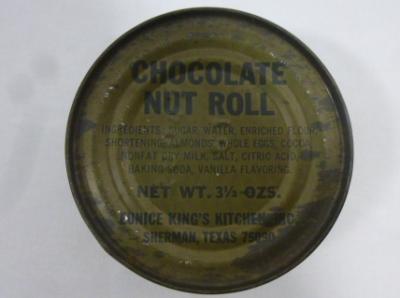 CHOCOLATE
NUT ROLL
INGREDIENTS: SUGAR, WATER, ENRICHED FLOUR,
SHORTENING, ALMONDS, WHOLE EGGS, COCOA,
NONFAT DRY MILK, SALT, CITRIC ACID,
BAKING SODA, VANILLA FLAVORING.
NET WT. 3½ OZS.
EUNICE KING'S KITCHEN, INC.
SHERMAN, TEXAS 75090